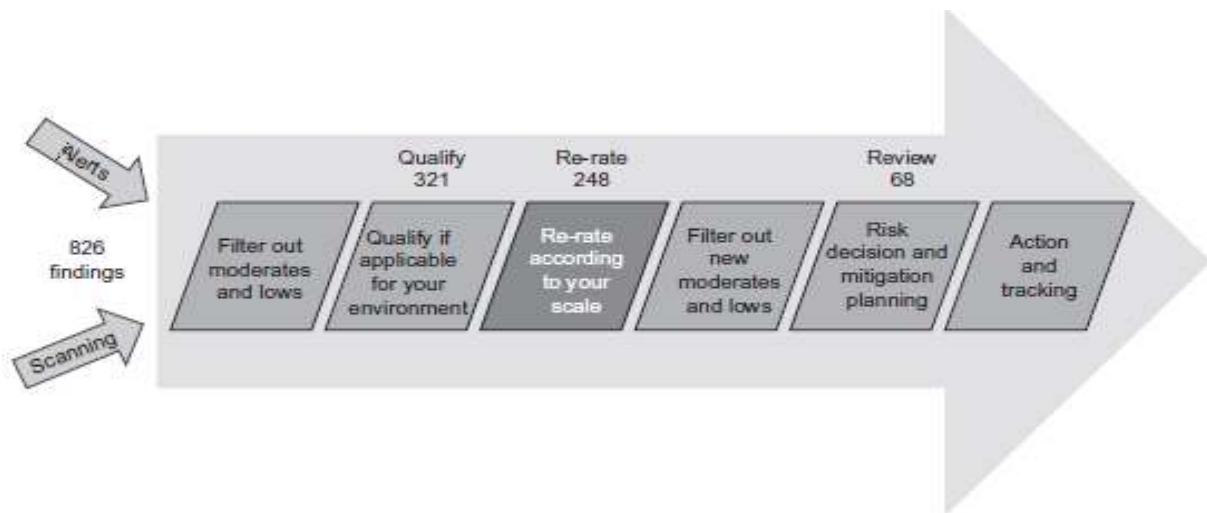 Alerts
826
findings
Scanning
Qualify
321
Re-rate
248
Review
68
Filter out
moderates
and lows
Qualify if
applicable
for your
environment
Re-rate
according
to your
scale
Filter out
new
moderates
and lows
Risk
decision and
mitigation
planning
Action
and
tracking